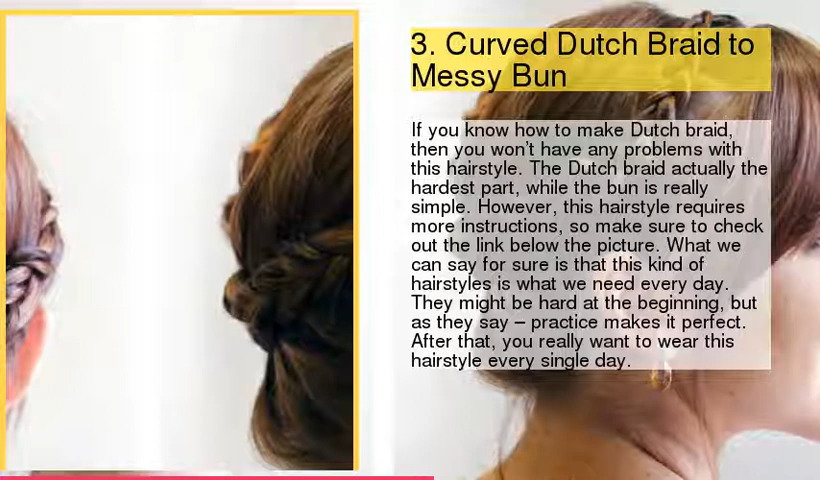 3. Curved Dutch Braid to
Messy Bun
If you know how to make Dutch braid,
then you won't have any problems with
this hairstyle. The Dutch braid actually the
hardest part, while the bun is really
simple. However, this hairstyle requires
more instructions, so make sure to check
out the link below the picture. What we
can say for sure is that this kind of
hairstyles is what we need every day.
They might be hard at the beginning, but
as they say – practice makes it perfect.
After that, you really want to wear this
hairstyle every single day.